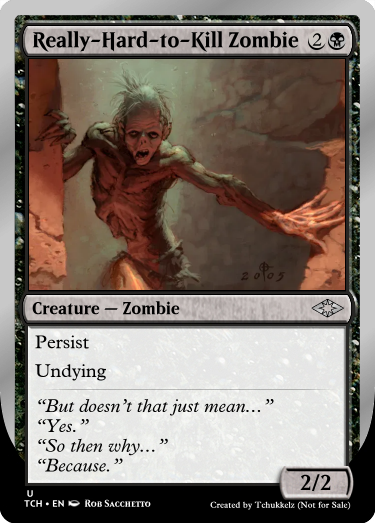 Really-Hard-to-Kill Zombie 2
2005
Creature — Zombie
Persist
Undying
“But doesn't that just mean…”
“Yes.”
“So then why…”
“Because.”
2/2
U
TCH • EN Rob Sacchetto
Created by Tchukkelz (Not for Sale)